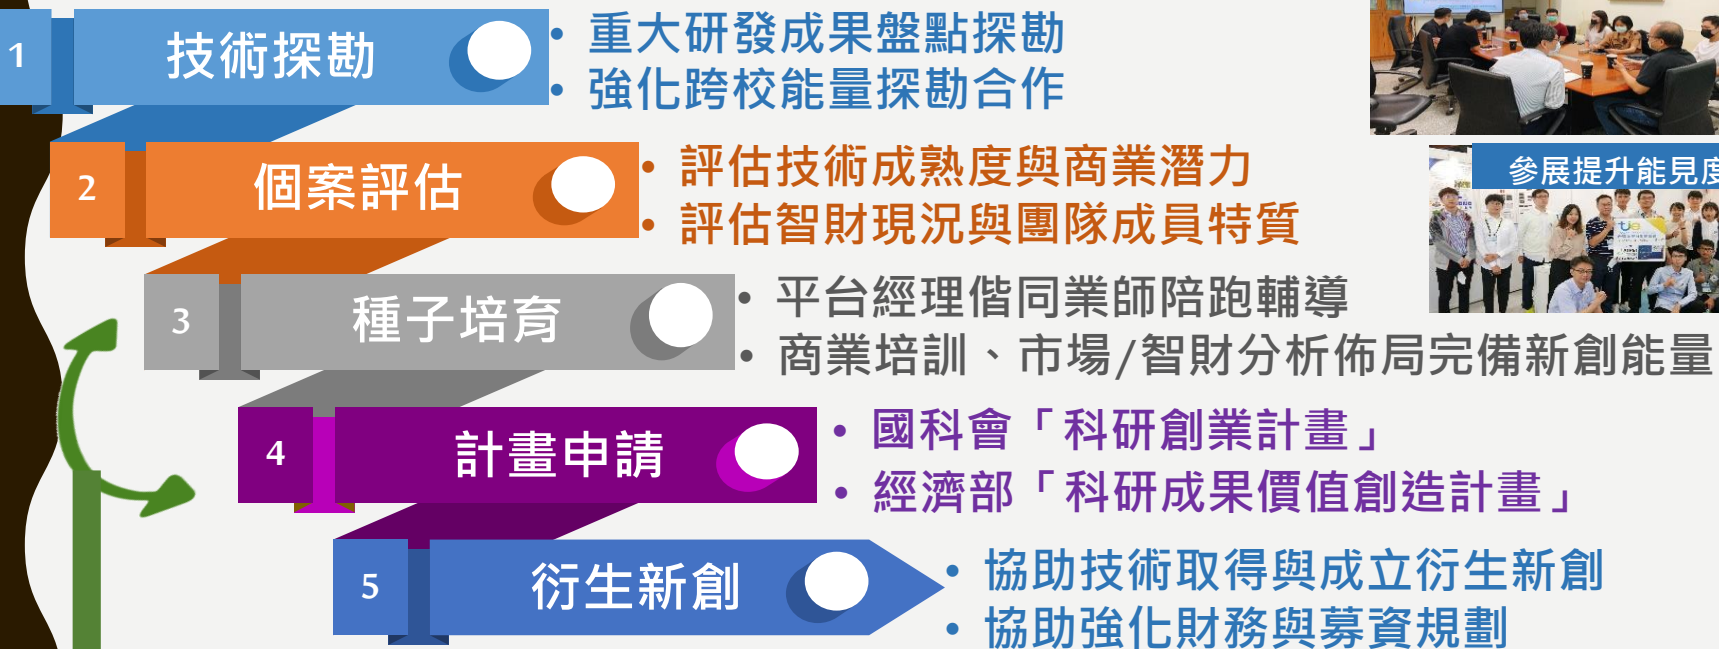 1
技術探勘
• 重大研發成果盤點探勘
• 強化跨校能量探勘合作
2
個案評估
• 評估技術成熟度與商業潛力
• 評估智財現況與團隊成員特質
參展提升能見度
tie
3
種子培育
• 平台經理偕同業師陪跑輔導
• 商業培訓、市場/智財分析佈局完備新創能量
4
計畫申請
• 國科會「科研創業計畫」
• 經濟部「科研成果價值創造計畫」
5
衍生新創
• 協助技術取得與成立衍生新創
• 協助強化財務與募資規劃